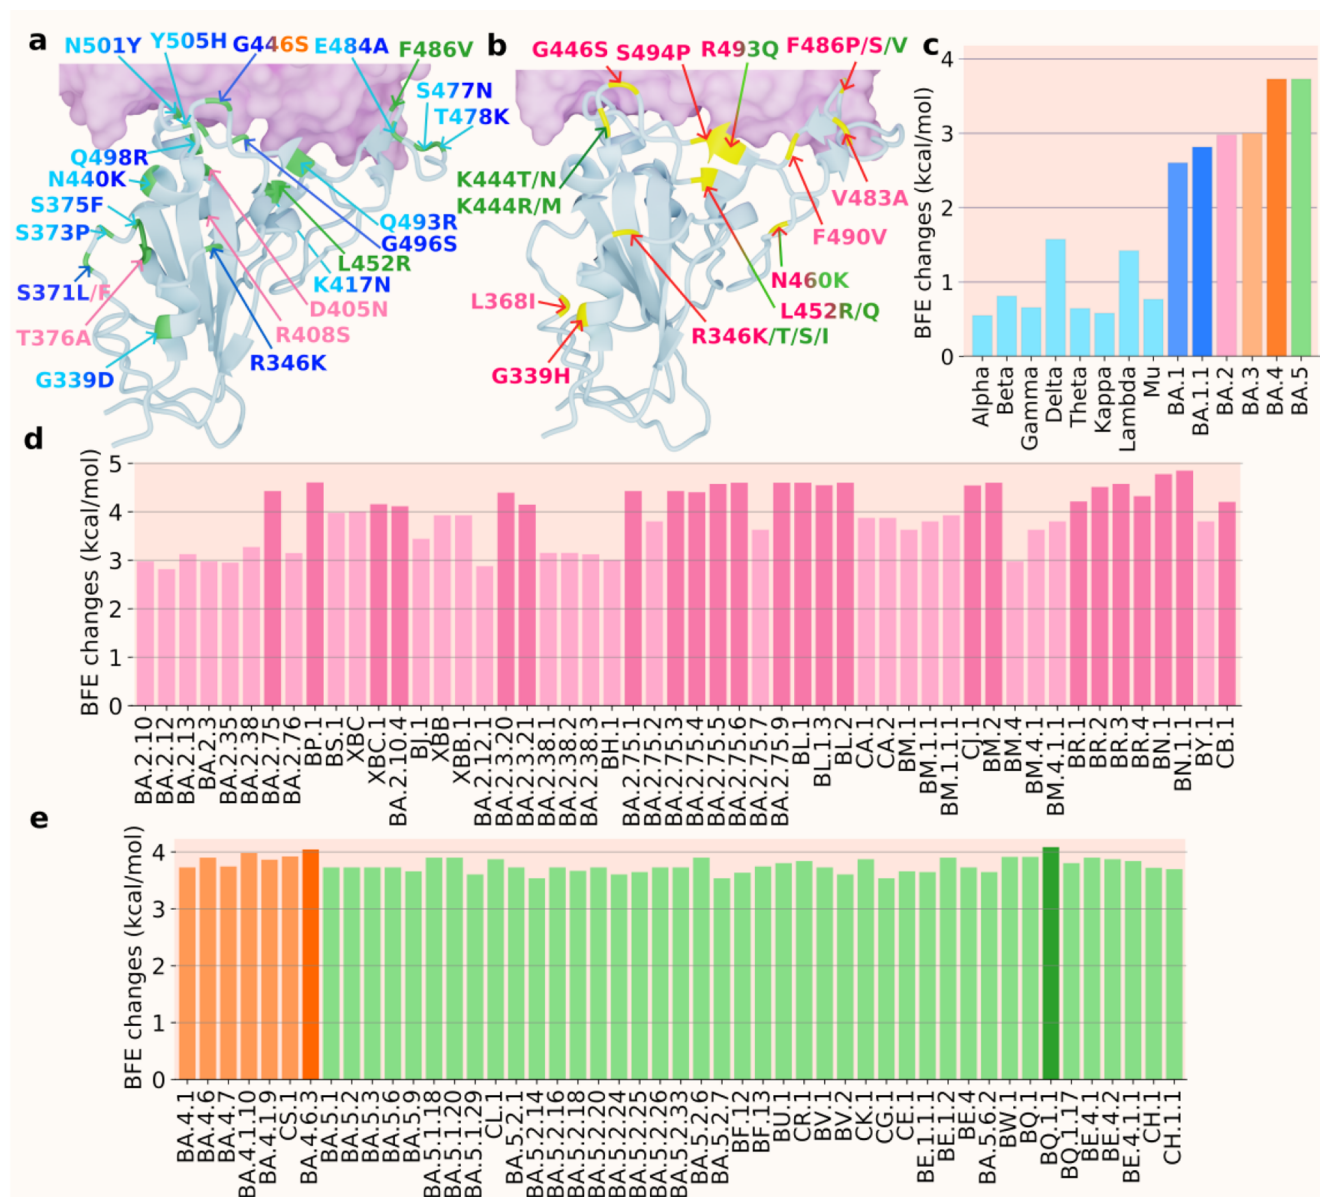 a
N501Y Y505H G446S E484A F486V
S477N
T478K
Q498R
N440K
S375F
S373P
S371L/F
T376A
G339D
Q493R
G496S
L452R
K417N
D405N
R408S
R346K
b
G446S S494P R493Q F486P/S/V
K444T/N
K444R/M
V483A
F490V
N460K
L452R/Q
R346K/T/S/I
L368I
G339H
c
BFE changes (kcal/mol)
4
3
2
1
0
Alpha
Beta
Gamma
Delta
Theta
Kappa
Lambda
Mu
BA.1
BA.1.1
BA.2
BA.3
BA.4
BA.5
d
BFE changes (kcal/mol)
5
4
3
2
1
0
BA.2.10
BA.2.12
BA.2.13
BA.2.3
BA.2.35
BA.2.38
BA.2.75
BA.2.76
BP.1
BS.1
XBC
XBC.1
BA.2.10.4
BJ.1
XBB
XBB.1
BA.2.12.1
BA.2.3.20
BA.2.3.21
BA.2.38.1
BA.2.38.2
BA.2.38.3
BH.1
BA.2.75.1
BA.2.75.2
BA.2.75.3
BA.2.75.4
BA.2.75.5
BA.2.75.6
BA.2.75.7
BA.2.75.9
BL.1
BL.1.3
BL.2
CA.1
CA.2
BM.1
BM.1.1
BM.1.1.1
CJ.1
BM.2
BM.4
BM.4.1
BM.4.1.1
BR.1
BR.2
BR.3
BR.4
BN.1
BN.1.1
BY.1
CB.1
e
BFE changes (kcal/mol)
4
3
2
1
0
BA.4.1
BA.4.6
BA.4.7
BA.4.1.10
BA.4.1.9
CS.1
BA.4.6.3
BA.5.1
BA.5.2
BA.5.3
BA.5.6
BA.5.9
BA.5.1.18
BA.5.1.20
BA.5.1.29
CL.1
BA.5.2.1
BA.5.2.14
BA.5.2.16
BA.5.2.18
BA.5.2.20
BA.5.2.24
BA.5.2.25
BA.5.2.26
BA.5.2.33
BA.5.2.6
BA.5.2.7
BF.12
BF.13
BU.1
CR.1
BV.1
BV.2
CK.1
CG.1
CE.1
BE.1.1.1
BE.1.2
BE.4
BA.5.6.2
BW.1
BQ.1
BQ.1.1
BQ.1.17
BE.4.1
BE.4.2
BE.4.1.1
CH.1
CH.1.1